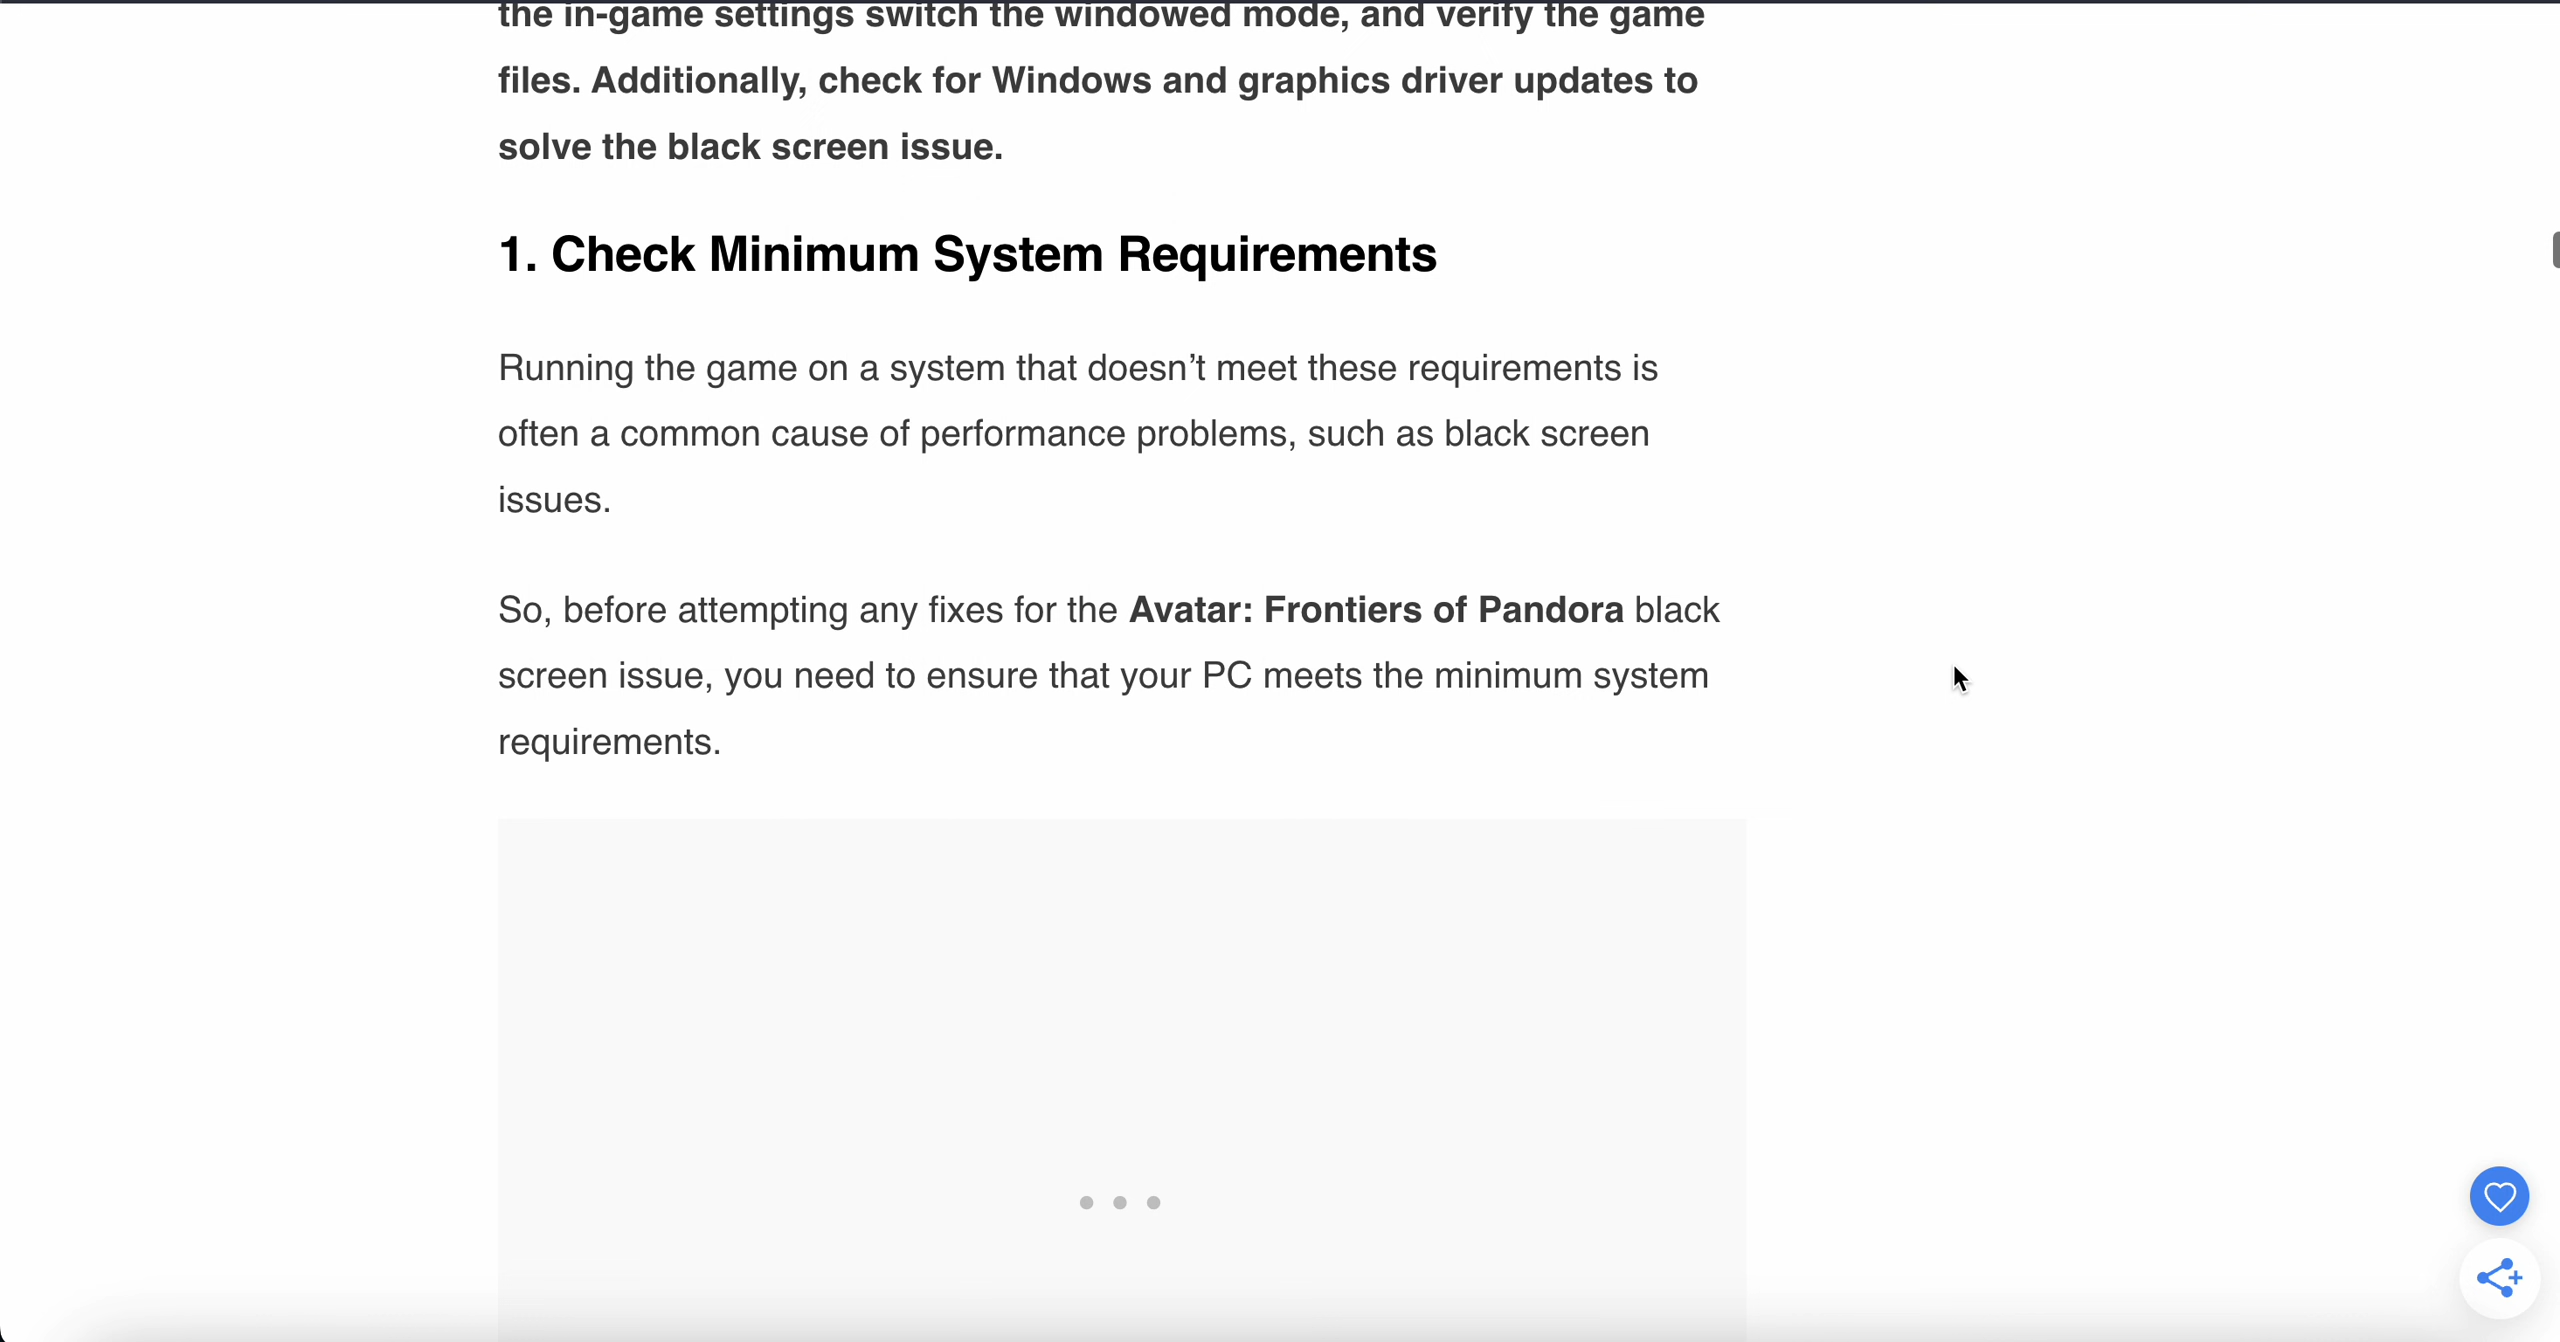 the in-game settings switch the windowed mode, and verify the game
files. Additionally, check for Windows and graphics driver updates to
solve the black screen issue.
1. Check Minimum System Requirements
Running the game on a system that doesn’t meet these requirements is
often a common cause of performance problems, such as black screen
issues.
So, before attempting any fixes for the Avatar: Frontiers of Pandora black
screen issue, you need to ensure that your PC meets the minimum system
requirements.